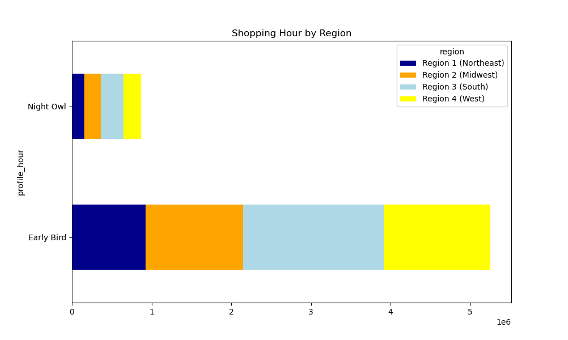 Shopping Hour by Region
region
Region 1 (Northeast)
Region 2 (Midwest)
Region 3 (South)
Region 4 (West)
Night Owl
profile_hour
Early Bird
0 1 2 3 4 5
1e6